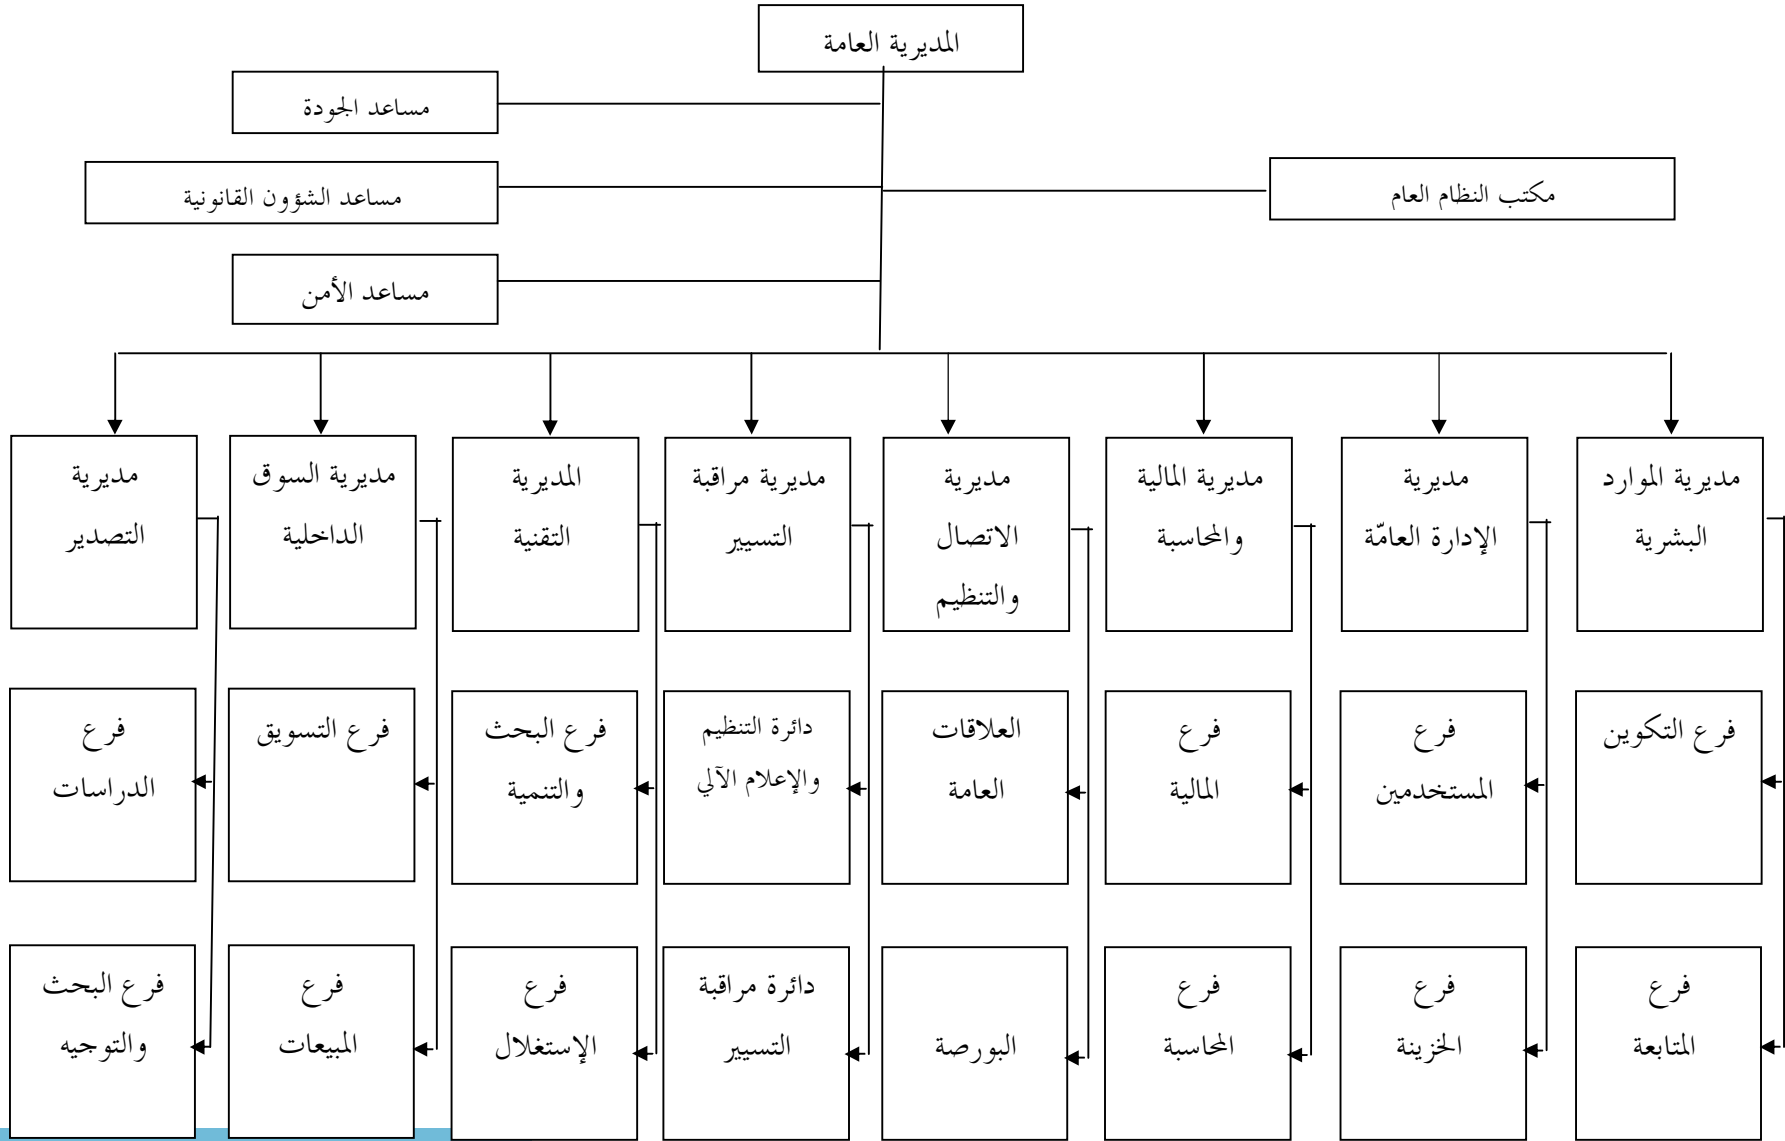 المديرية العامة
مساعد الجودة
مكتب النظام العام
مساعد الشؤون القانونية
مساعد الأمن
مديرية الموارد
البشرية
مديرية
الإدارة العامّة
مديرية المالية
والمحاسبة
مديرية
الاتصال
والتنظيم
مديرية مراقبة
التسيير
المديرية
التقنية
مديرية السوق
الداخلية
مديرية
التصدير
فرع التكوين
فرع
المستخدمين
فرع
المالية
العلاقات
العامة
دائرة التنظيم
والإعلام الآلي
فرع البحث
والتنمية
فرع التسويق
فرع
الدراسات
فرع
المتابعة
فرع
الخزينة
فرع
المحاسبة
البورصة
دائرة مراقبة
التسيير
فرع
الإستغلال
فرع
المبيعات
فرع البحث
والتوجيه